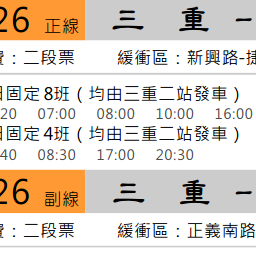 26 正線 三 重 一
費：二段票 緩衝區：新興路-捷
日固定 8班（均由三重二站發車）
20 07:00 08:00 10:00 16:00
日固定 4班（均由三重二站發車）
40 08:30 17:00 20:30
26 副線 三 重 一
費：二段票 緩衝區：正義南路